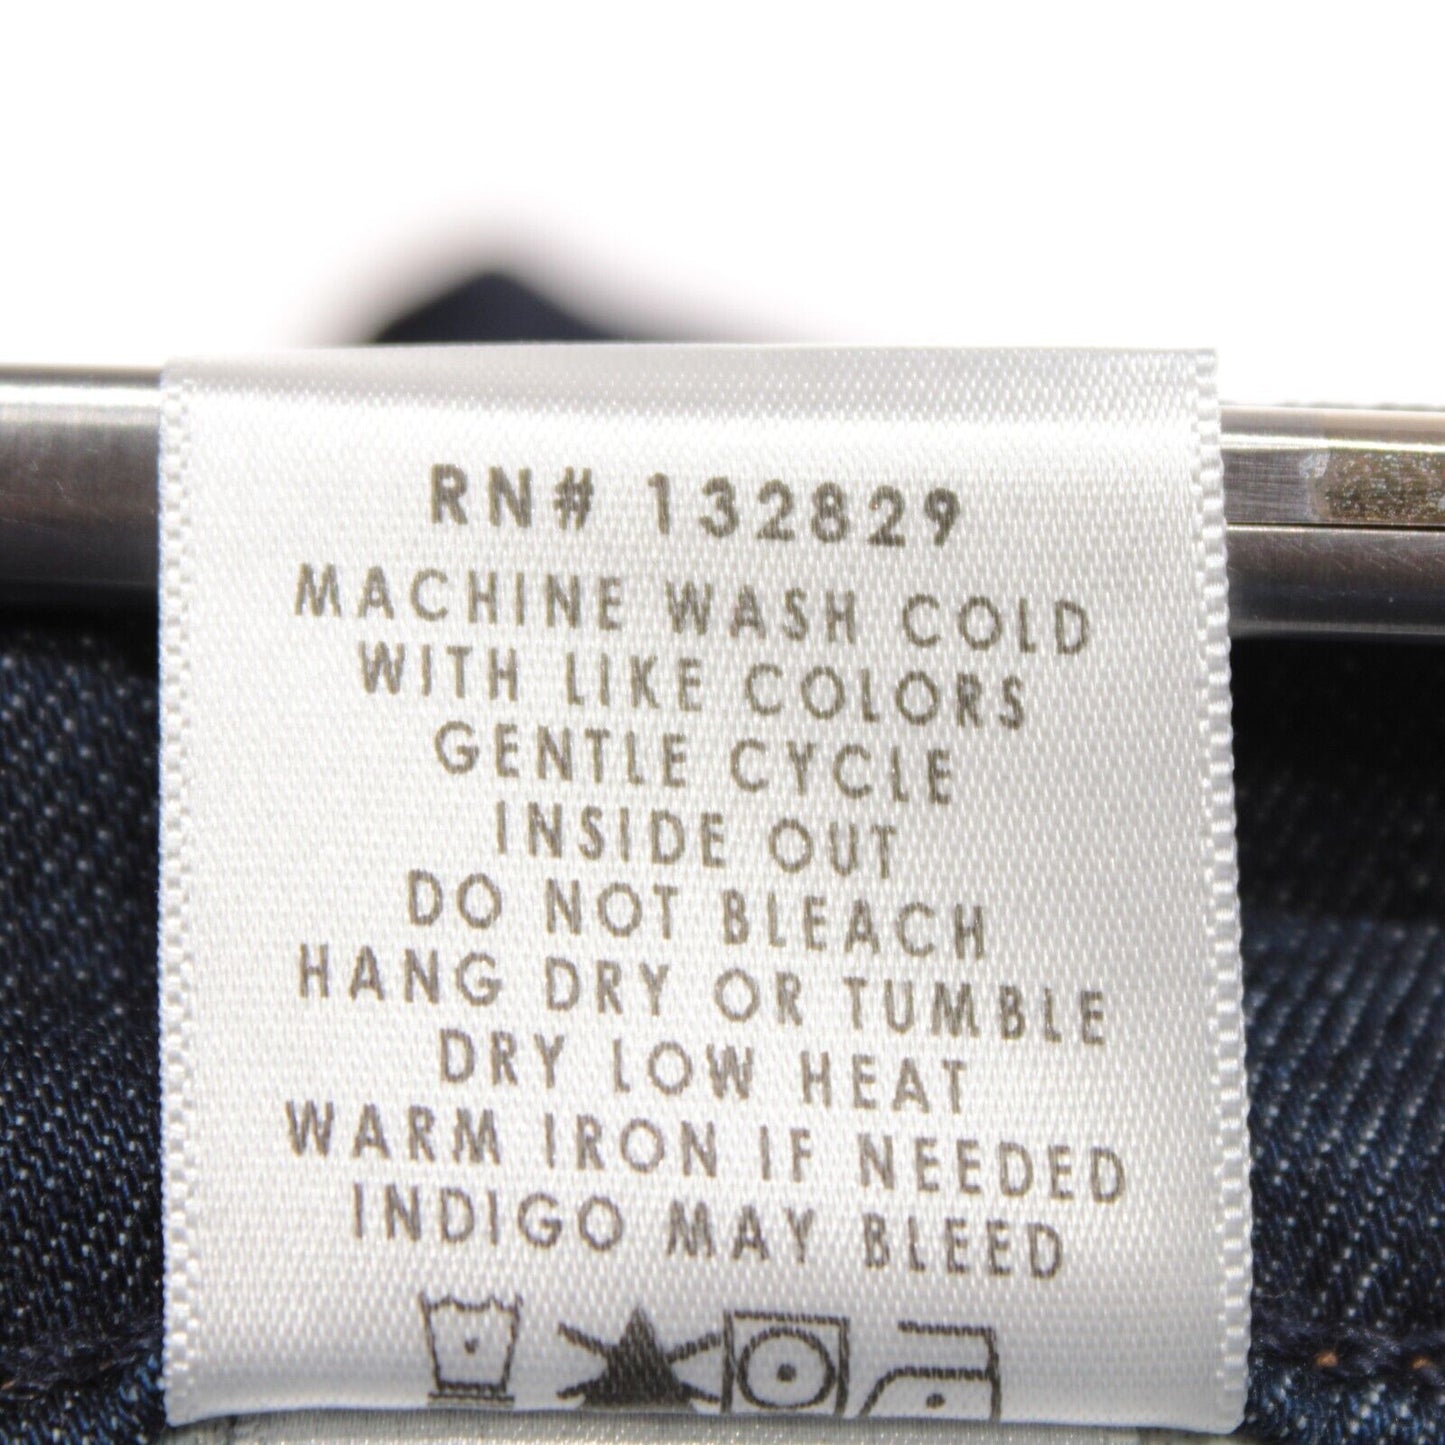 RN# 132829
MACHINE WASH COLD
WITH LIKE COLORS
GENTLE CYCLE
INSIDE OUT
DO NOT BLEACH
HANG DRY OR TUMBLE
DRY LOW HEAT
WARM IRON IF NEEDED
INDIGO MAY BLEED